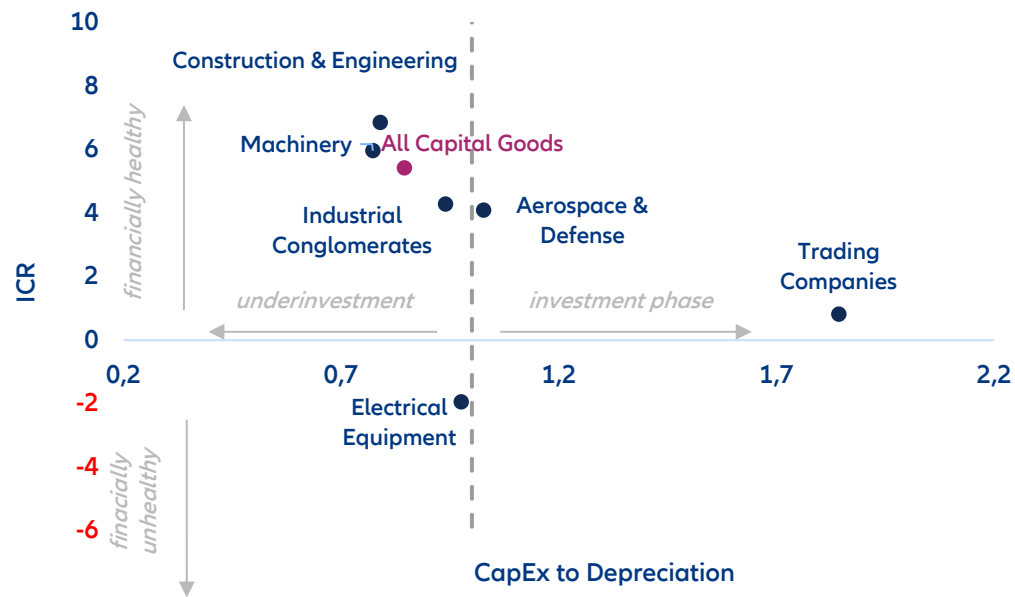 10
Construction & Engineering
8
financially healthy
6
Machinery
All Capital Goods
4
Industrial
Conglomerates
Aerospace &
Defense
Trading
Companies
ICR
2
underinvestment
investment phase
0
0,2
0,7
1,2
1,7
2,2
-2
Electrical
Equipment
-4
finacially
unhealthy
-6
CapEx to Depreciation